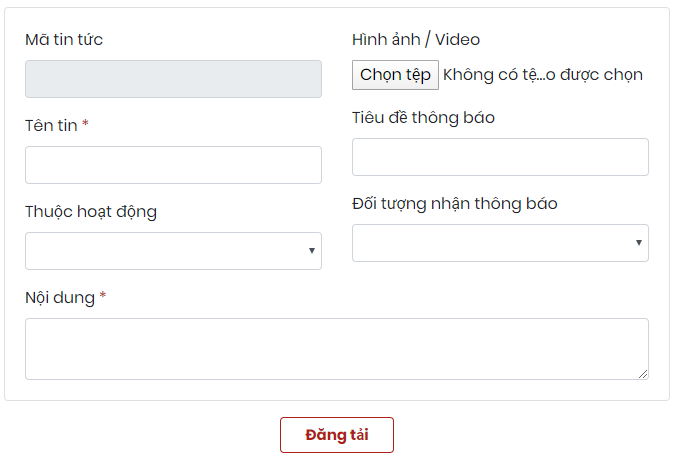 Mã tin tức
Hình ảnh / Video
Chọn tệp Không có tệ...o được chọn
Tên tin *
Tiêu đề thông báo
Thuộc hoạt động
Đối tượng nhận thông báo
Nội dung *
Đăng tải